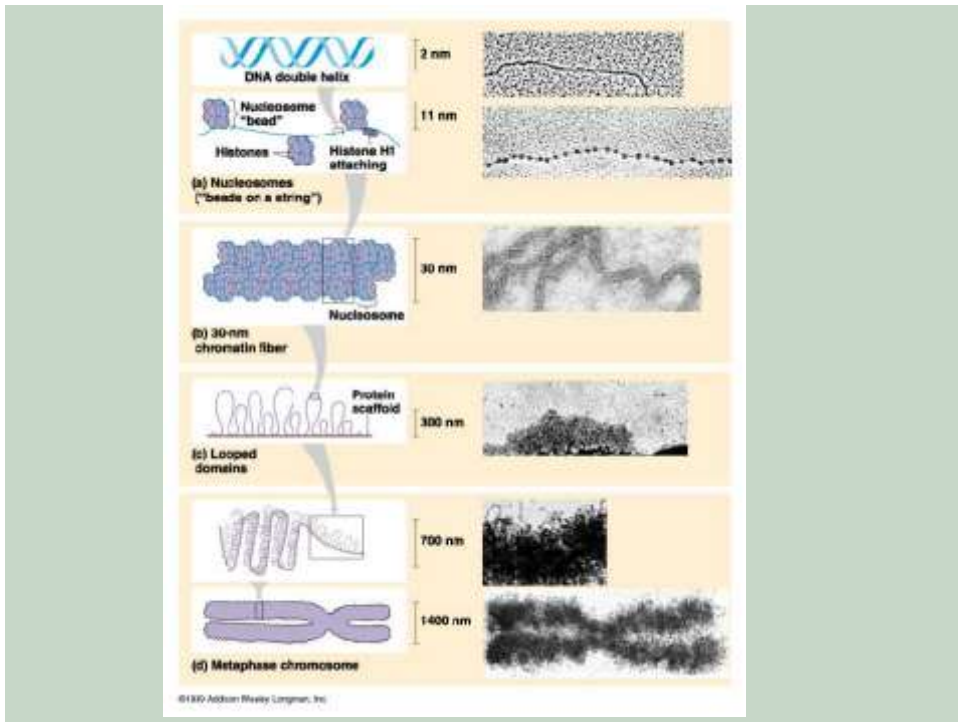 2 nm
DNA double helix
Nucleosome
"bead"
11 nm
Histones
Histone H1
attaching
(a) Nucleosomes
("beads on a string")
30 nm
Nucleosome
(b) 30-nm
chromatin fiber
Protein
scaffold
300 nm
(c) Looped
domains
700 nm
1400 nm
(d) Metaphase chromosome
©1999 Addison Wesley Longman, Inc.